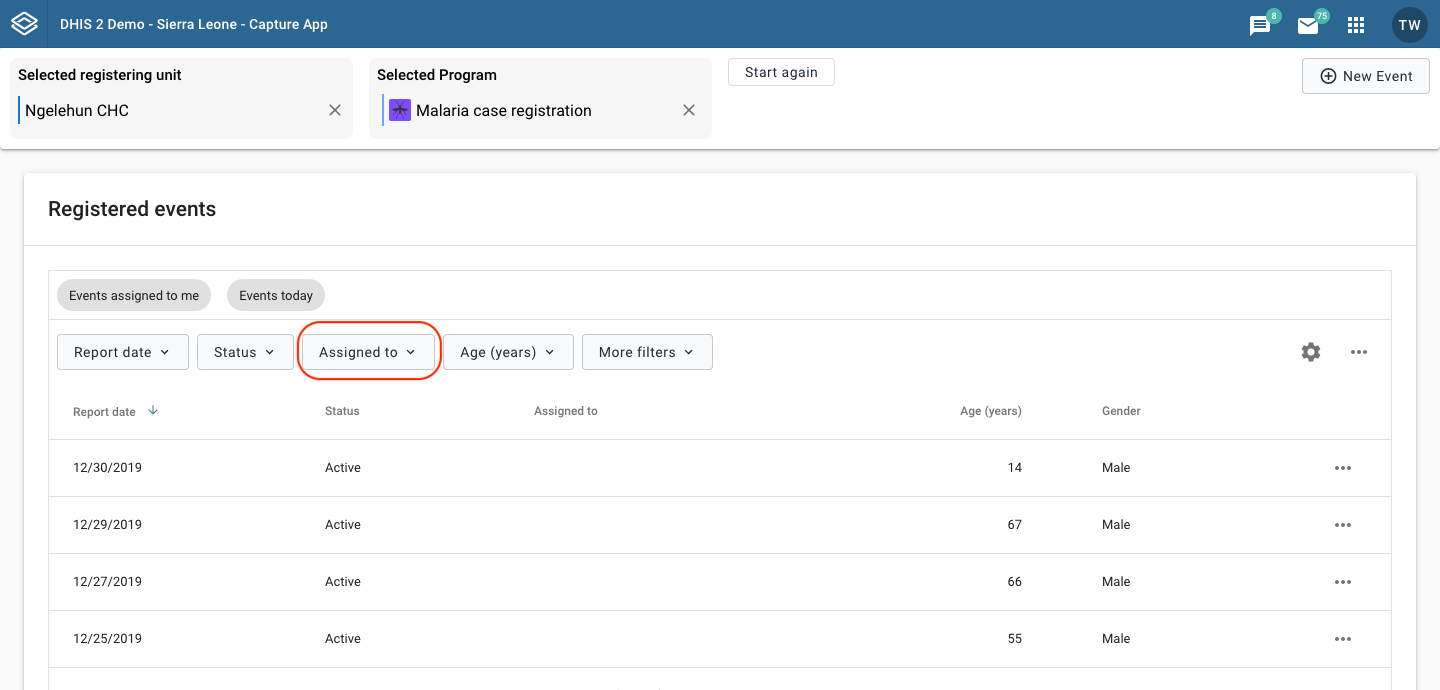 DHIS 2 Demo - Sierra Leone - Capture App
8
75
TW
Selected registering unit
Ngelehun CHC
Selected Program
Malaria case registration
Start again
New Event
Registered events
Events assigned to me
Events today
Report date
Status
Assigned to
Age (years)
More filters
Report date Status Assigned to Age (years) Gender
12/30/2019 Active 14 Male
12/29/2019 Active 67 Male
12/27/2019 Active 66 Male
12/25/2019 Active 55 Male